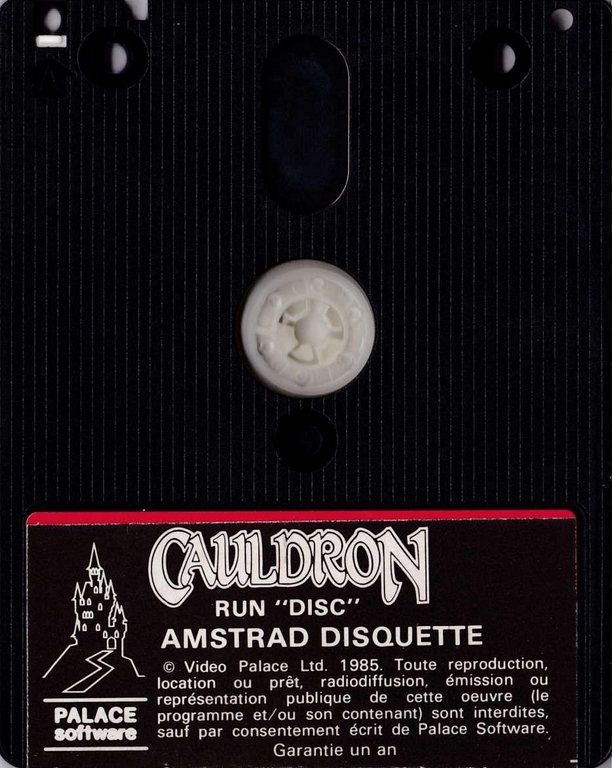 CAULDRON
RUN "DISC"
AMSTRAD DISQUETTE
© Video Palace Ltd. 1985. Toute reproduction,
location ou prêt, radiodiffusion, émission ou
représentation publique de cette oeuvre (le
programme et/ou son contenant) sont interdites,
sauf par consentement écrit de Palace Software.
Garantie un an
PALACE
software